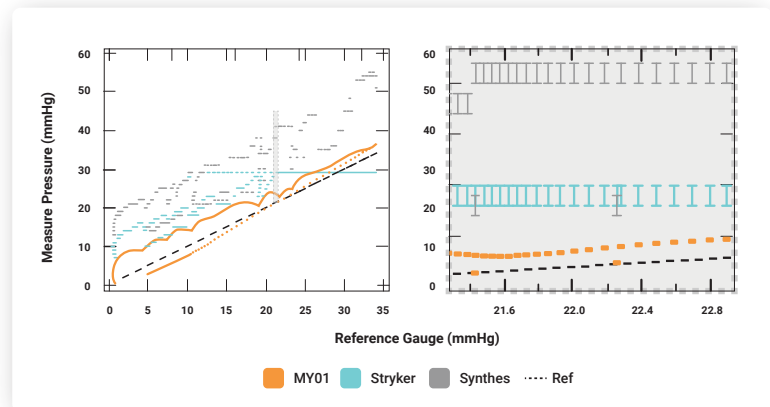 60
50
40
30
20
10
0
0 5 10 15 20 25 30 35
60
50
40
30
20
10
0
21.6 22.0 22.4 22.8
Measure Pressure (mmHg)
Reference Gauge (mmHg)
MY01 Stryker Synthes Ref